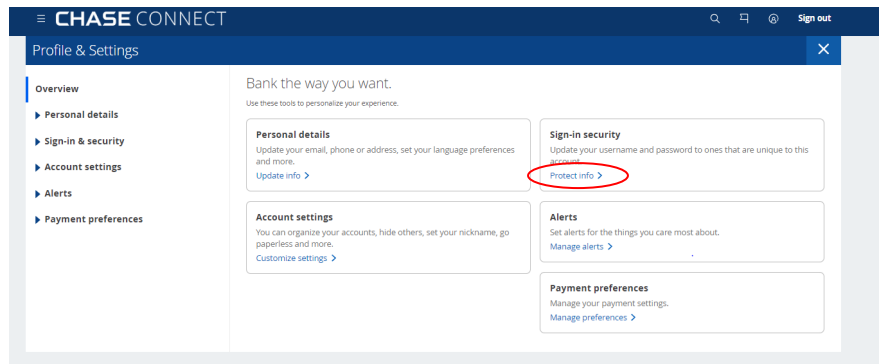 CHASE CONNECT
Sign out
Profile & Settings
Overview
Personal details
Sign-in & security
Account settings
Alerts
Payment preferences
Bank the way you want.
Use these tools to personalize your experience.
Personal details
Update your email, phone or address, set your language preferences
and more.
Update info
Sign-in security
Update your username and password to ones that are unique to this
account.
Protect info
Account settings
You can organize your accounts, hide others, set your nickname, go
paperless and more.
Customize settings
Alerts
Set alerts for the things you care most about.
Manage alerts
Payment preferences
Manage your payment settings.
Manage preferences